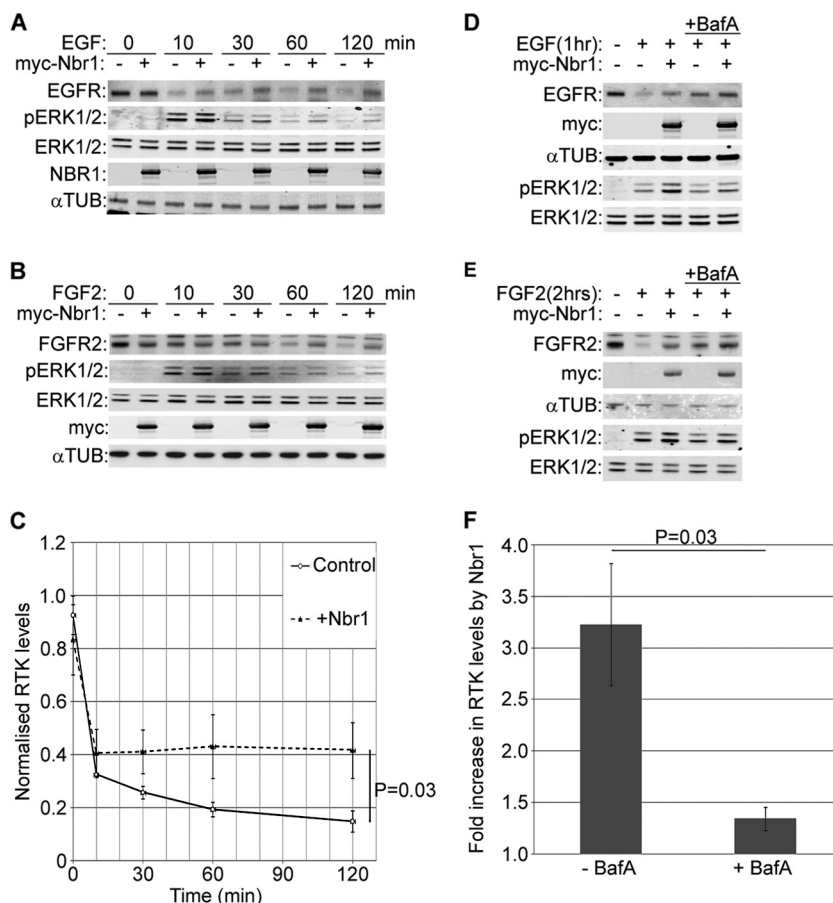 A
EGF: 0 10 30 60 120 min
myc-Nbr1: - + - + - + - + - +
EGFR:
pERK1/2:
ERK1/2:
NBR1:
αTUB:
B
FGF2: 0 10 30 60 120 min
myc-Nbr1: - + - + - + - + - +
FGFR2:
pERK1/2:
ERK1/2:
myc:
αTUB:
C
1.2
1.0
0.8
0.6
0.4
0.2
0
Normalised RTK levels
Control
+Nbr1
P=0.03
0 30 60 90 120
Time (min)
D
+BafA
EGF(1hr): - + + + +
myc-Nbr1: - - + - +
EGFR:
myc:
αTUB:
pERK1/2:
ERK1/2:
E
+BafA
FGF2(2hrs): - + + + +
myc-Nbr1: - - + - +
FGFR2:
myc:
αTUB:
pERK1/2:
ERK1/2:
F
P=0.03
4.0
3.5
3.0
2.5
2.0
1.5
1.0
Fold increase in RTK levels by Nbr1
- BafA + BafA